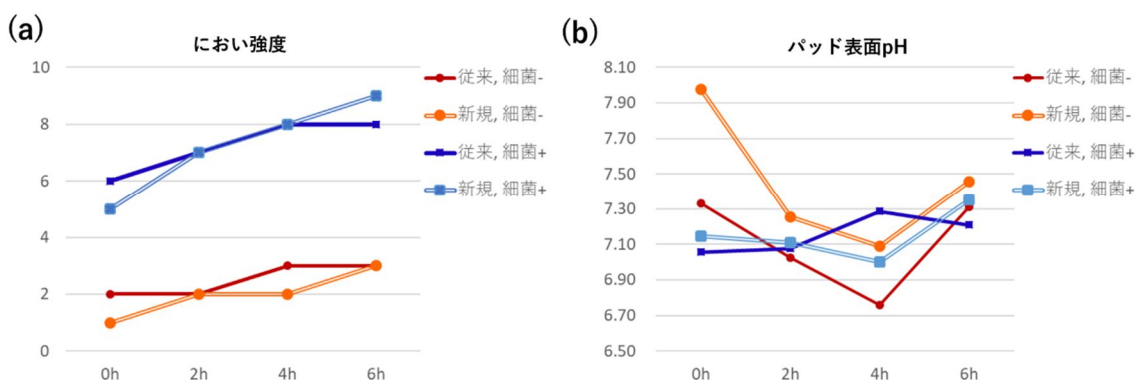 (a)
におい強度
10
8
6
4
2
0
0h 2h 4h 6h
従来, 細菌-
新規, 細菌-
従来, 細菌+
新規, 細菌+
(b)
パッド表面pH
8.10
7.90
7.70
7.50
7.30
7.10
6.90
6.70
6.50
0h 2h 4h 6h
従来, 細菌-
新規, 細菌-
従来, 細菌+
新規, 細菌+